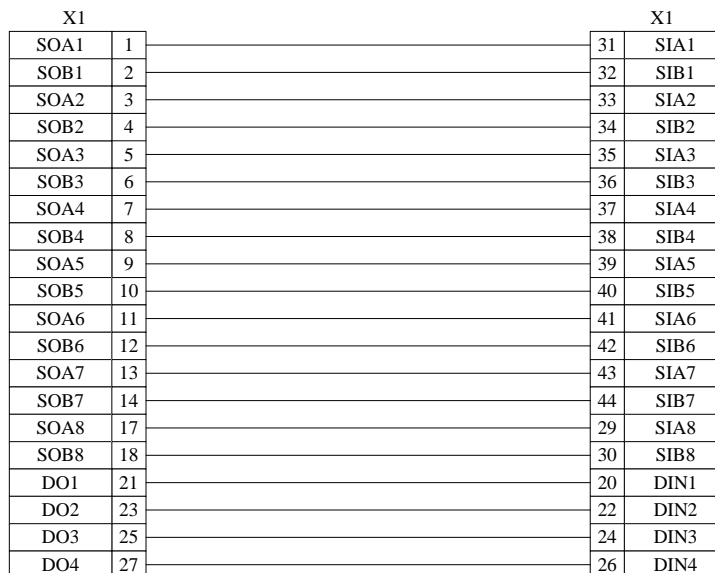 X1 X1
SOA1 1 31 SIA1
SOB1 2 32 SIB1
SOA2 3 33 SIA2
SOB2 4 34 SIB2
SOA3 5 35 SIA3
SOB3 6 36 SIB3
SOA4 7 37 SIA4
SOB4 8 38 SIB4
SOA5 9 39 SIA5
SOB5 10 40 SIB5
SOA6 11 41 SIA6
SOB6 12 42 SIB6
SOA7 13 43 SIA7
SOB7 14 44 SIB7
SOA8 17 29 SIA8
SOB8 18 30 SIB8
DO1 21 20 DIN1
DO2 23 22 DIN2
DO3 25 24 DIN3
DO4 27 26 DIN4